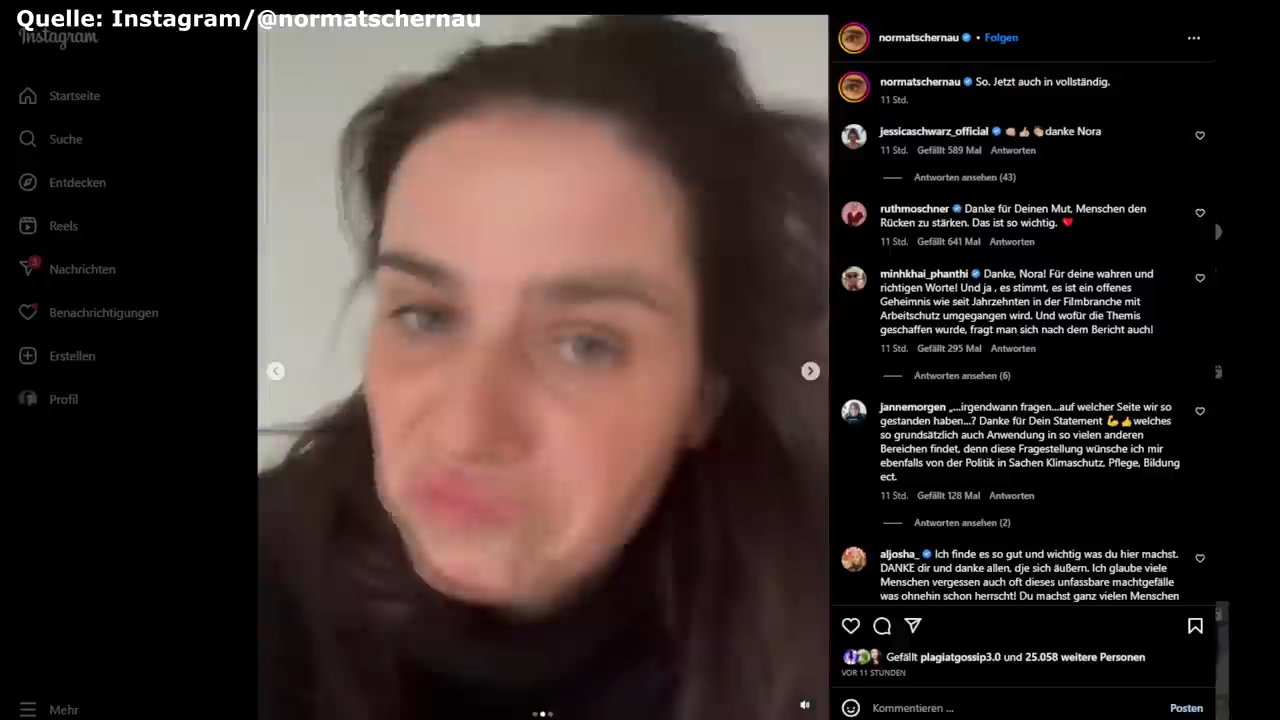 Quelle: Instagram/@normatschernau
Instagram
Startseite
Suche
Entdecken
Reels
3
Nachrichten
Benachrichtigungen
Erstellen
Profil
Mehr
normatschernau • Folgen
normatschernau So. Jetzt auch in vollständig.
11 Std.
jessicaschwarz_official 👊🏻👍🏻👏🏻danke Nora
11 Std. Gefällt 589 Mal Antworten
Antworten ansehen (43)
ruthmoschner Danke für Deinen Mut, Menschen den
Rücken zu stärken. Das ist so wichtig. ❤️
11 Std. Gefällt 641 Mal Antworten
minhkhai_phanthi Danke, Nora! Für deine wahren und
richtigen Worte! Und ja , es stimmt, es ist ein offenes
Geheimnis wie seit Jahrzehnten in der Filmbranche mit
Arbeitschutz umgegangen wird. Und wofür die Themis
geschaffen wurde, fragt man sich nach dem Bericht auch!
11 Std. Gefällt 295 Mal Antworten
Antworten ansehen (6)
jannemorgen „...irgendwann fragen...auf welcher Seite wir so
gestanden haben...? Danke für Dein Statement 💪👍welches
so grundsätzlich auch Anwendung in so vielen anderen
Bereichen findet, denn diese Fragestellung wünsche ich mir
ebenfalls von der Politik in Sachen Klimaschutz, Pflege, Bildung
ect.
11 Std. Gefällt 128 Mal Antworten
Antworten ansehen (2)
aljosha_ Ich finde es so gut und wichtig was du hier machst.
DANKE dir und danke allen, dje sich äußern. Ich glaube viele
Menschen vergessen auch oft dieses unfassbare machtgefälle
was ohnehin schon herrscht! Du machst ganz vielen Menschen
Gefällt plagiatgossip3.0 und 25.058 weitere Personen
VOR 11 STUNDEN
Kommentieren ...
Posten